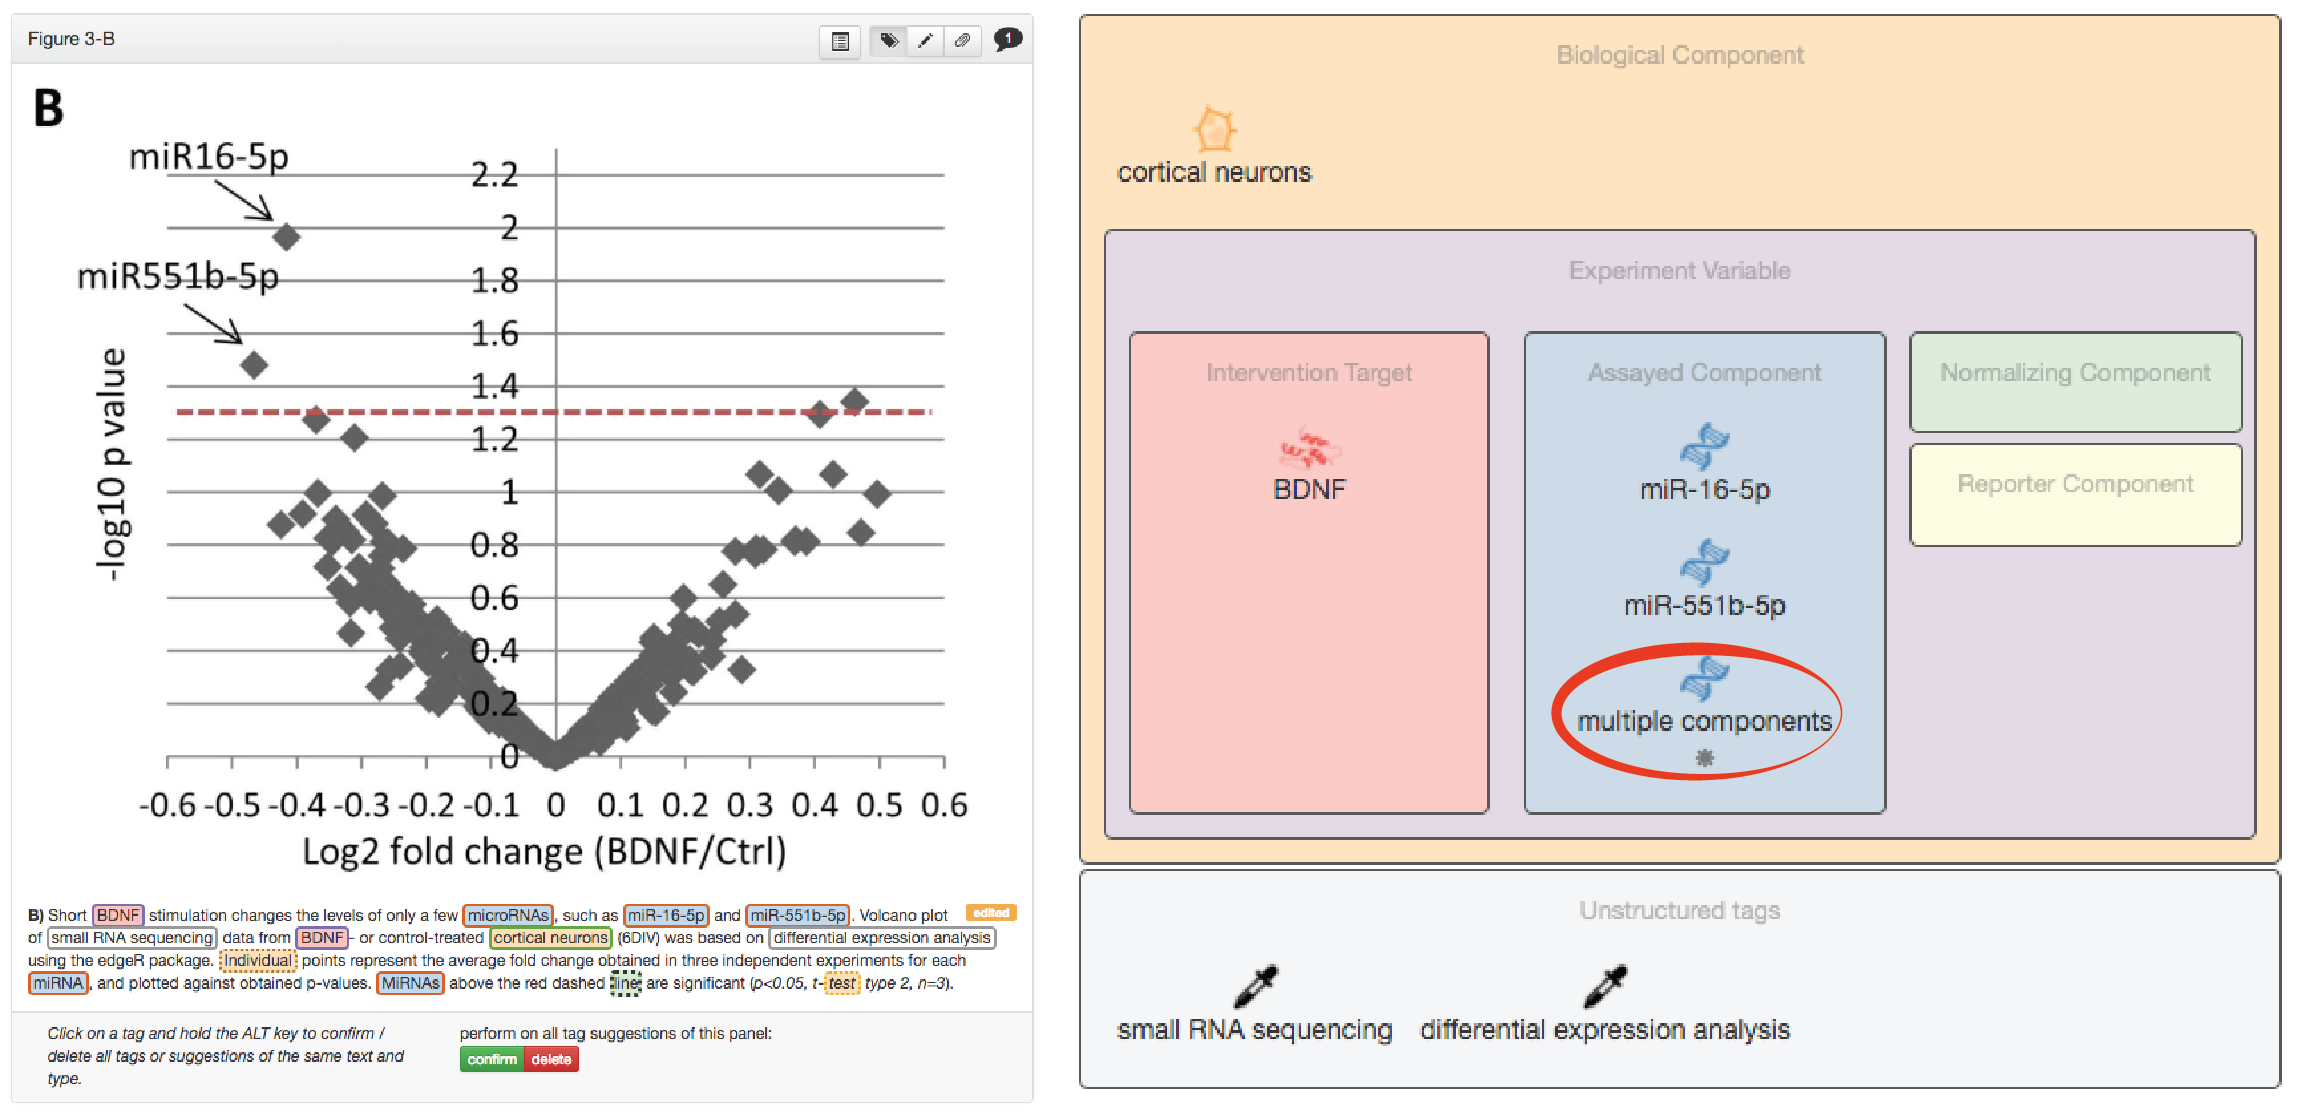 Figure 3-B
1
B
miR16-5p
miR551b-5p
2.2
2
1.8
1.6
1.4
1.2
1
0.8
0.6
0.4
0.2
0
-log10 p value
-0.6 -0.5 -0.4 -0.3 -0.2 -0.1 0 0.1 0.2 0.3 0.4 0.5 0.6
Log2 fold change (BDNF/Ctrl)
B) Short BDNF stimulation changes the levels of only a few microRNAs, such as miR-16-5p and miR-551b-5p. Volcano plot edited
of small RNA sequencing data from BDNF- or control-treated cortical neurons (6DIV) was based on differential expression analysis
using the edgeR package. Individual points represent the average fold change obtained in three independent experiments for each
miRNA, and plotted against obtained p-values. MiRNAs above the red dashed line are significant (p<0.05, t-test type 2, n=3).
Click on a tag and hold the ALT key to confirm /
delete all tags or suggestions of the same text and
type.
perform on all tag suggestions of this panel:
confirm delete
Biological Component
cortical neurons
Experiment Variable
Intervention Target
BDNF
Assayed Component
miR-16-5p
miR-551b-5p
multiple components
Normalizing Component
Reporter Component
Unstructured tags
small RNA sequencing
differential expression analysis